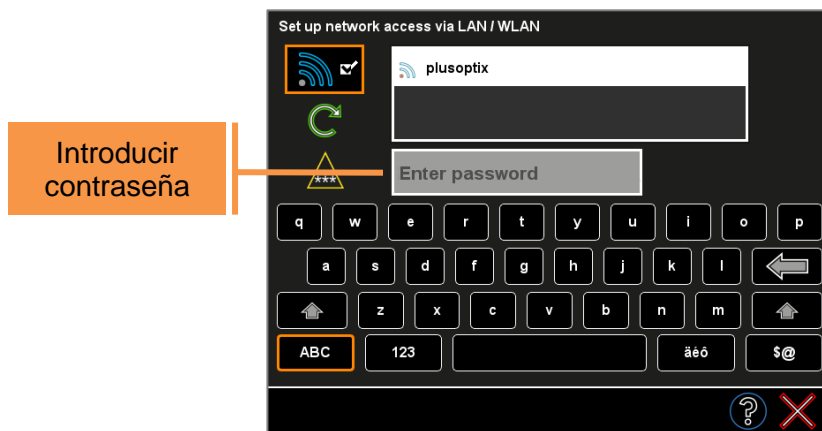 Set up network access via LAN / WLAN
plusoptix
Introducir
contraseña
***
Enter password
q w e r t y u i o p
a s d f g h j k l
z x c v b n m
ABC 123 äéô $@
?